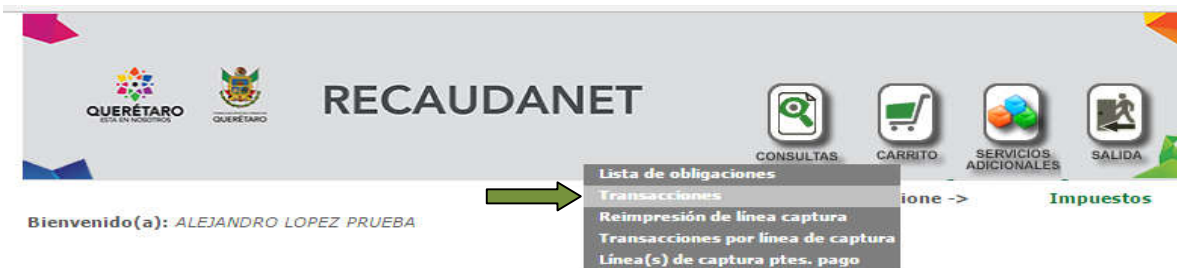 QUERÉTARO
ESTÁ EN NOSOTROS
QUERÉTARO
RECAUDANET
CONSULTAS
CARRITO
SERVICIOS
ADICIONALES
SALIDA
Lista de obligaciones
Transacciones
Reimpresión de línea captura
Transacciones por línea de captura
Línea(s) de captura ptes. pago
ione ->
Impuestos
Bienvenido(a): ALEJANDRO LOPEZ PRUEBA